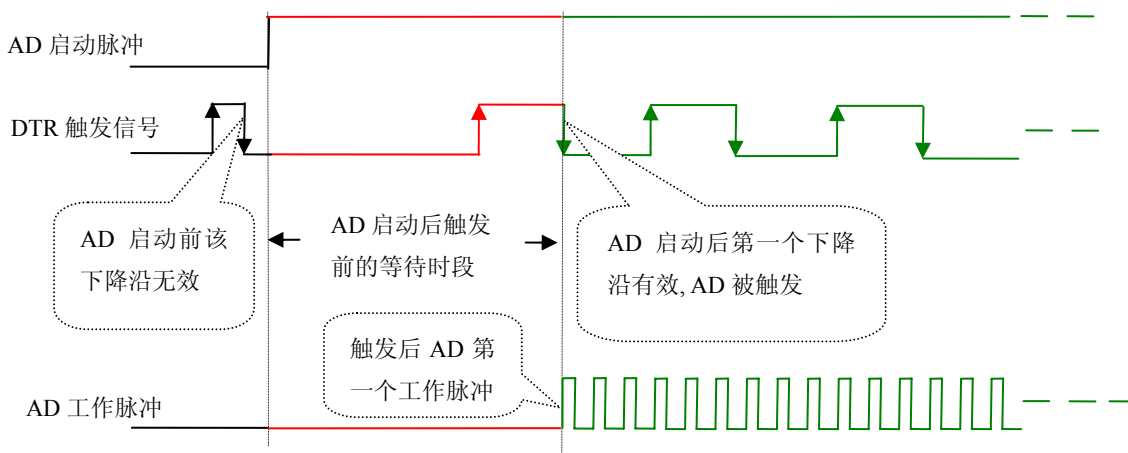 AD 启动脉冲
DTR 触发信号
AD 启动前该
下降沿无效
AD 启动后触发
前的等待时段
AD 启动后第一个下降
沿有效, AD 被触发
触发后 AD 第
一个工作脉冲
AD 工作脉冲